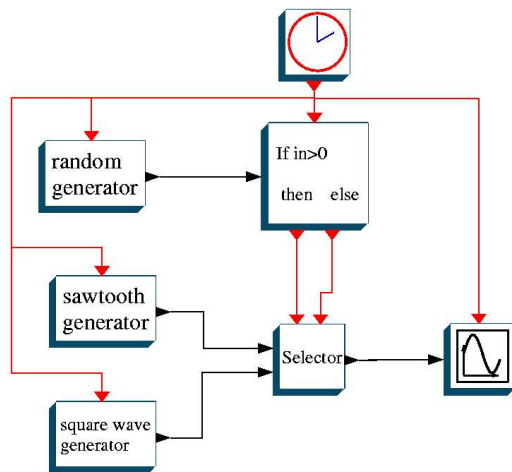 If in>0
then else
random
generator
sawtooth
generator
Selector
square wave
generator